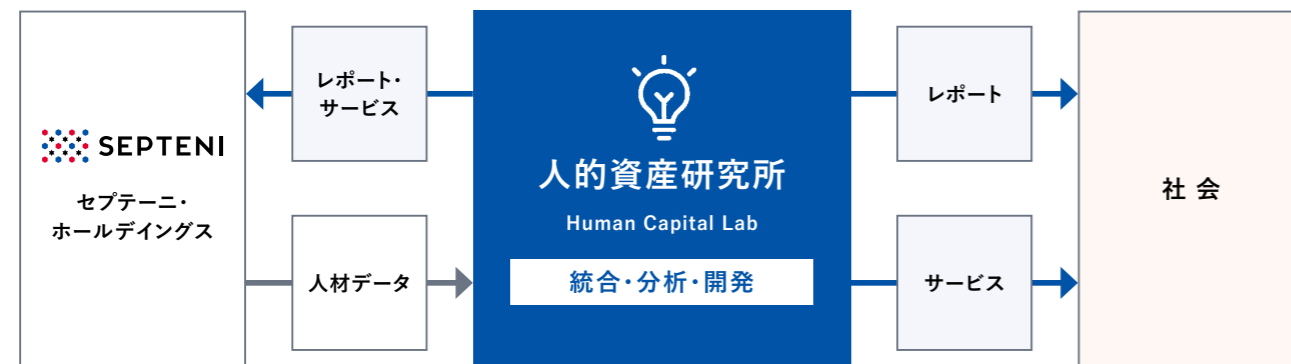 SEPTENI
セプテーニ・
ホールデイングス
レポート・
サービス
人材データ
人的資産研究所
Human Capital Lab
統合・分析・開発
レポート
サービス
社会